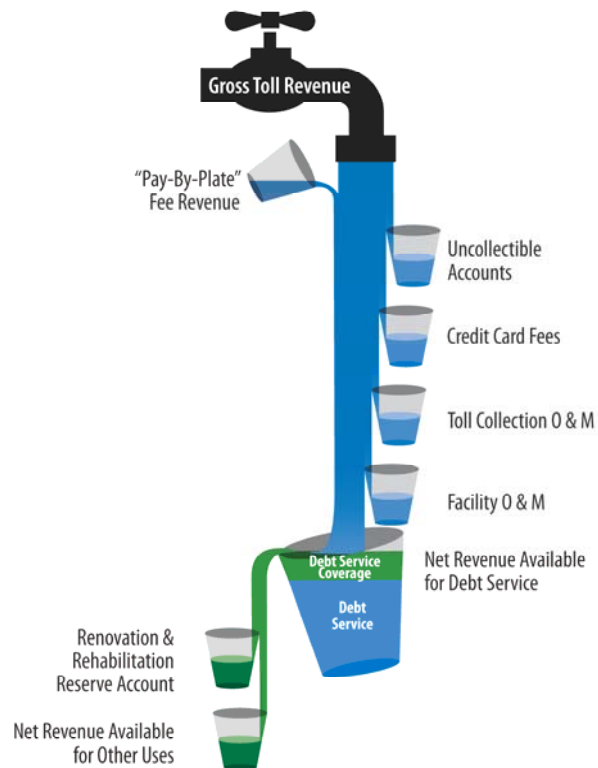 Gross Toll Revenue
“Pay-By-Plate”
Fee Revenue
Uncollectible
Accounts
Credit Card Fees
Toll Collection O & M
Facility O & M
Net Revenue Available
for Debt Service
Debt Service
Coverage
Debt
Service
Renovation &
Rehabilitation
Reserve Account
Net Revenue Available
for Other Uses